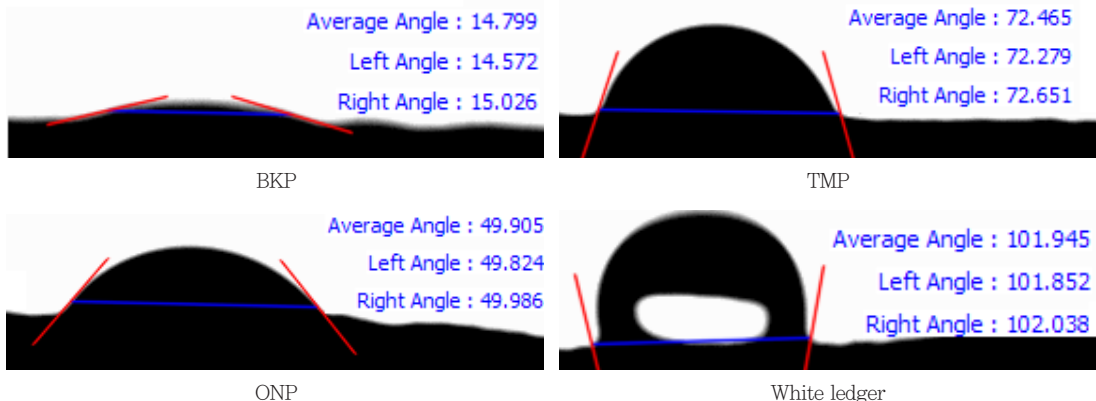 Average Angle : 14.799
Left Angle : 14.572
Right Angle : 15.026
BKP
Average Angle : 72.465
Left Angle : 72.279
Right Angle : 72.651
TMP
Average Angle : 49.905
Left Angle : 49.824
Right Angle : 49.986
ONP
Average Angle : 101.945
Left Angle : 101.852
Right Angle : 102.038
White ledger